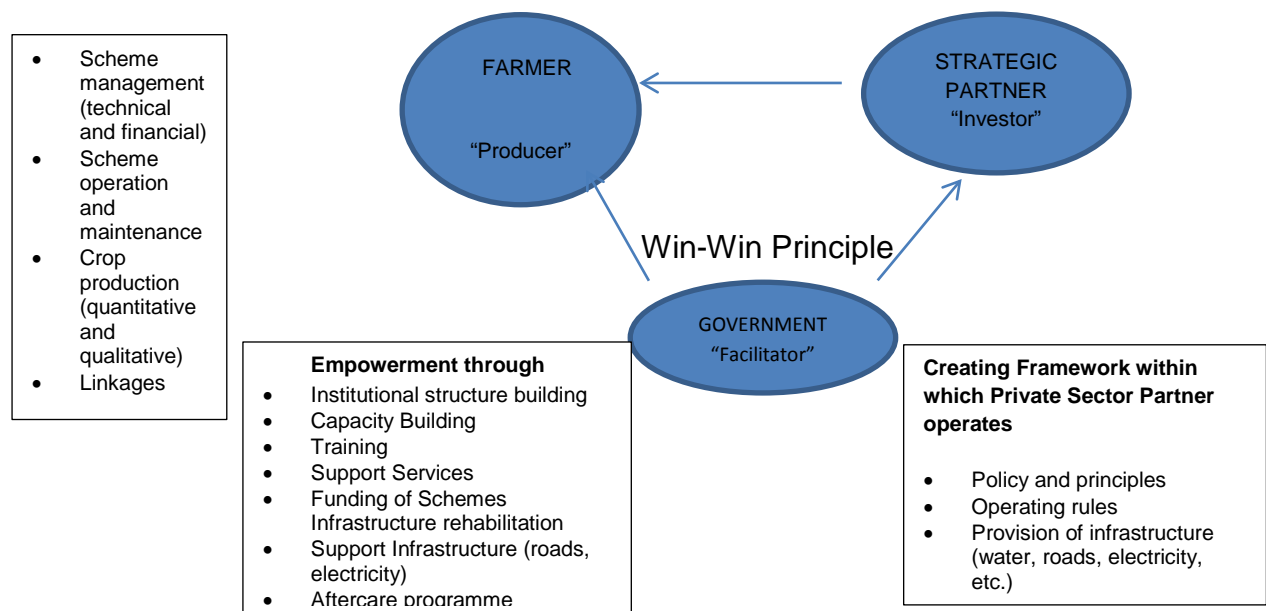 • Scheme
management
(technical
and financial)
• Scheme
operation
and
maintenance
• Crop
production
(quantitative
and
qualitative)
• Linkages
FARMER
“Producer”
STRATEGIC
PARTNER
“Investor”
Win-Win Principle
GOVERNMENT
“Facilitator”
Empowerment through
• Institutional structure building
• Capacity Building
• Training
• Support Services
• Funding of Schemes
Infrastructure rehabilitation
• Support Infrastructure (roads,
electricity)
• Aftercare programme
Creating Framework within
which Private Sector Partner
operates
• Policy and principles
• Operating rules
• Provision of infrastructure
(water, roads, electricity,
etc.)